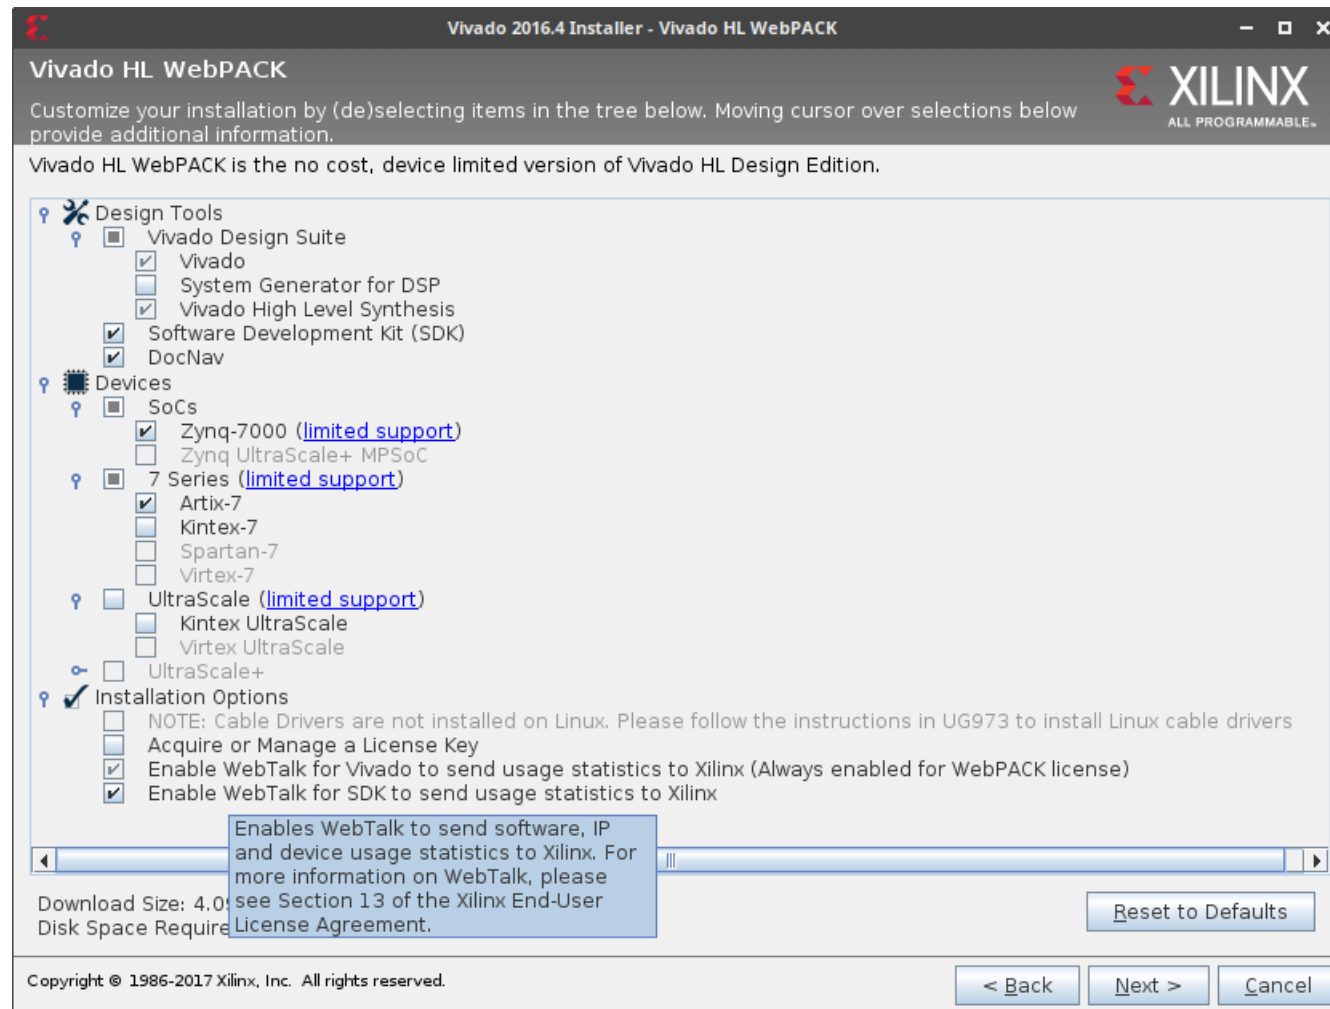 Vivado 2016.4 Installer - Vivado HL WebPACK
Vivado HL WebPACK
XILINX
ALL PROGRAMMABLE™
Customize your installation by (de)selecting items in the tree below. Moving cursor over selections below
provide additional information.
Vivado HL WebPACK is the no cost, device limited version of Vivado HL Design Edition.
Design Tools
Vivado Design Suite
Vivado
System Generator for DSP
Vivado High Level Synthesis
Software Development Kit (SDK)
DocNav
Devices
SoCs
Zynq-7000 (limited support)
Zynq UltraScale+ MPSoC
7 Series (limited support)
Artix-7
Kintex-7
Spartan-7
Virtex-7
UltraScale (limited support)
Kintex UltraScale
Virtex UltraScale
UltraScale+
Installation Options
NOTE: Cable Drivers are not installed on Linux. Please follow the instructions in UG973 to install Linux cable drivers
Acquire or Manage a License Key
Enable WebTalk for Vivado to send usage statistics to Xilinx (Always enabled for WebPACK license)
Enable WebTalk for SDK to send usage statistics to Xilinx
Enables WebTalk to send software, IP
and device usage statistics to Xilinx. For
more information on WebTalk, please
see Section 13 of the Xilinx End-User
License Agreement.
Download Size:
Disk Space
Reset to Defaults
Copyright © 1986-2017 Xilinx, Inc. All rights reserved.
< Back
Next >
Cancel